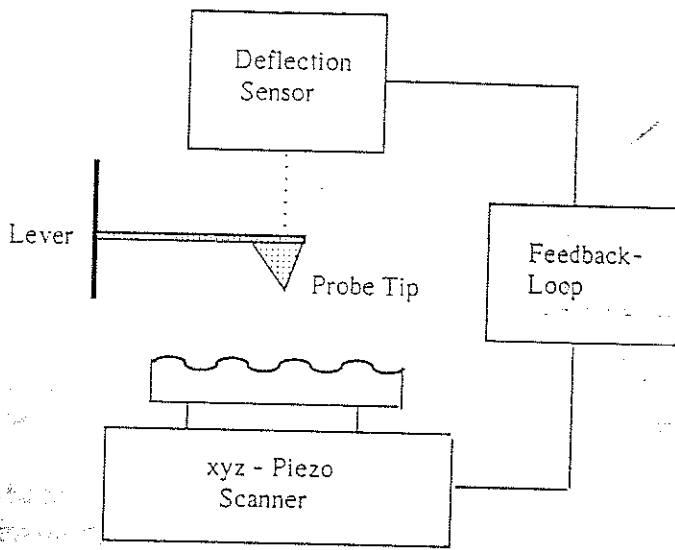 Deflection
Sensor
Lever
Probe Tip
Feedback-
Loop
xyz - Piezo
Scanner